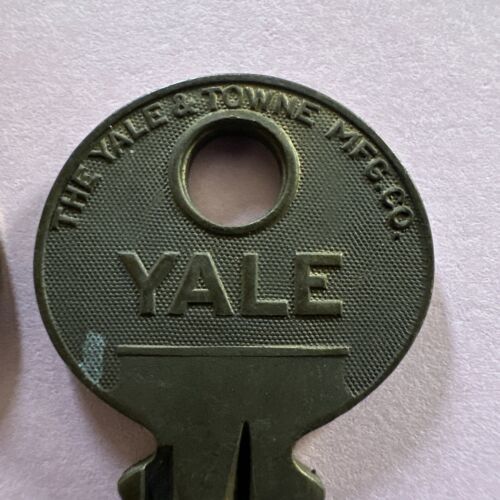 THE YALE & TOWNE MFG.CO.
YALE